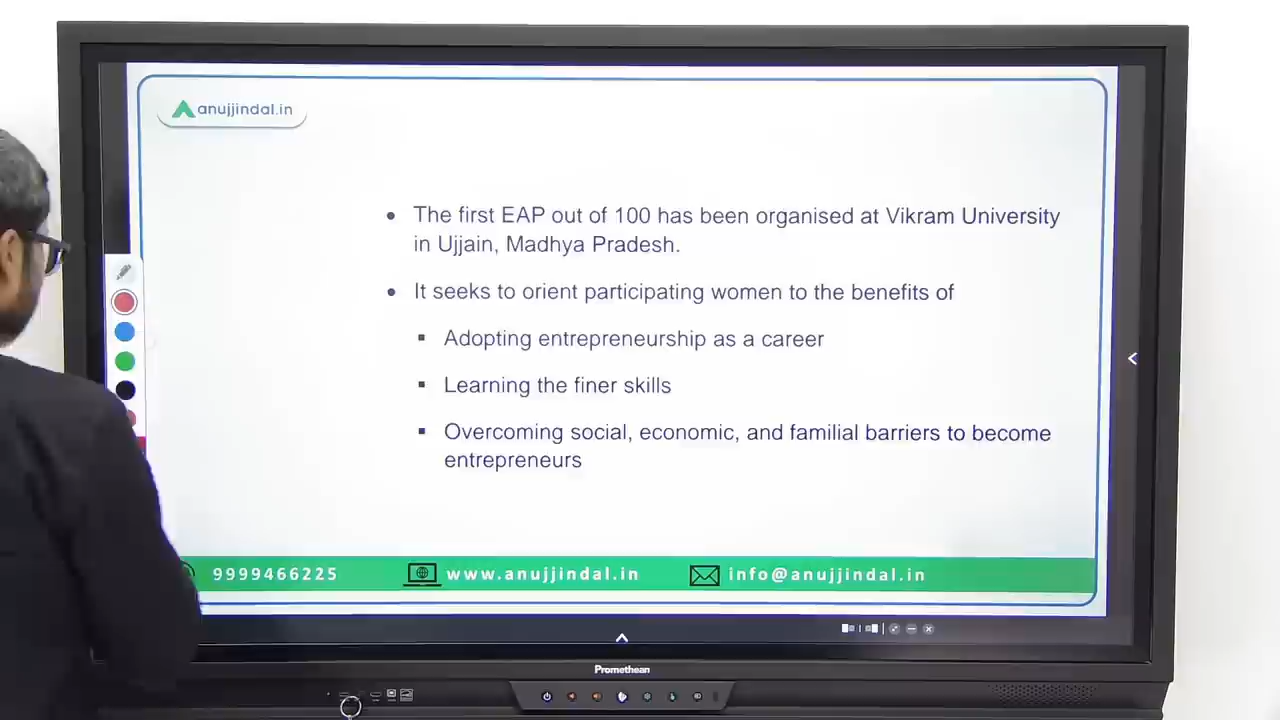 anujjindal.in
• The first EAP out of 100 has been organised at Vikram University
in Ujjain, Madhya Pradesh.
• It seeks to orient participating women to the benefits of
▪ Adopting entrepreneurship as a career
▪ Learning the finer skills
▪ Overcoming social, economic, and familial barriers to become
entrepreneurs
9999466225 www.anujjindal.in info@anujjindal.in
Promethean